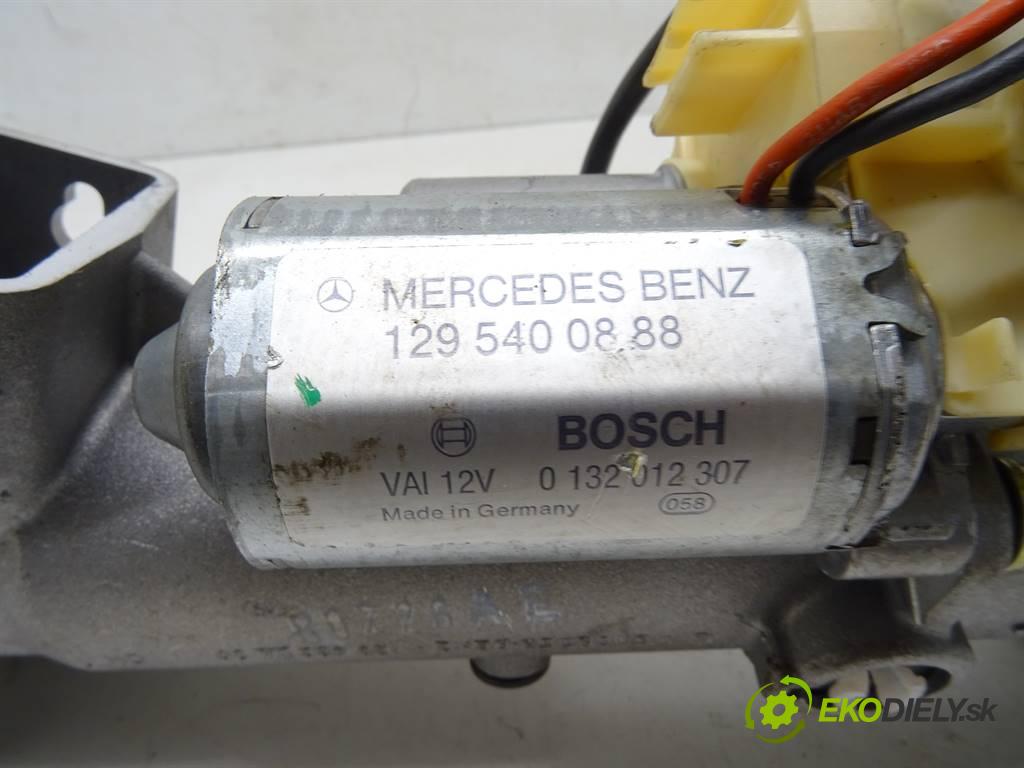 MERCEDES BENZ
129 540 08 88
BOSCH
VAI 12V 0 132 012 307
Made in Germany 058
EKODIELY.sk